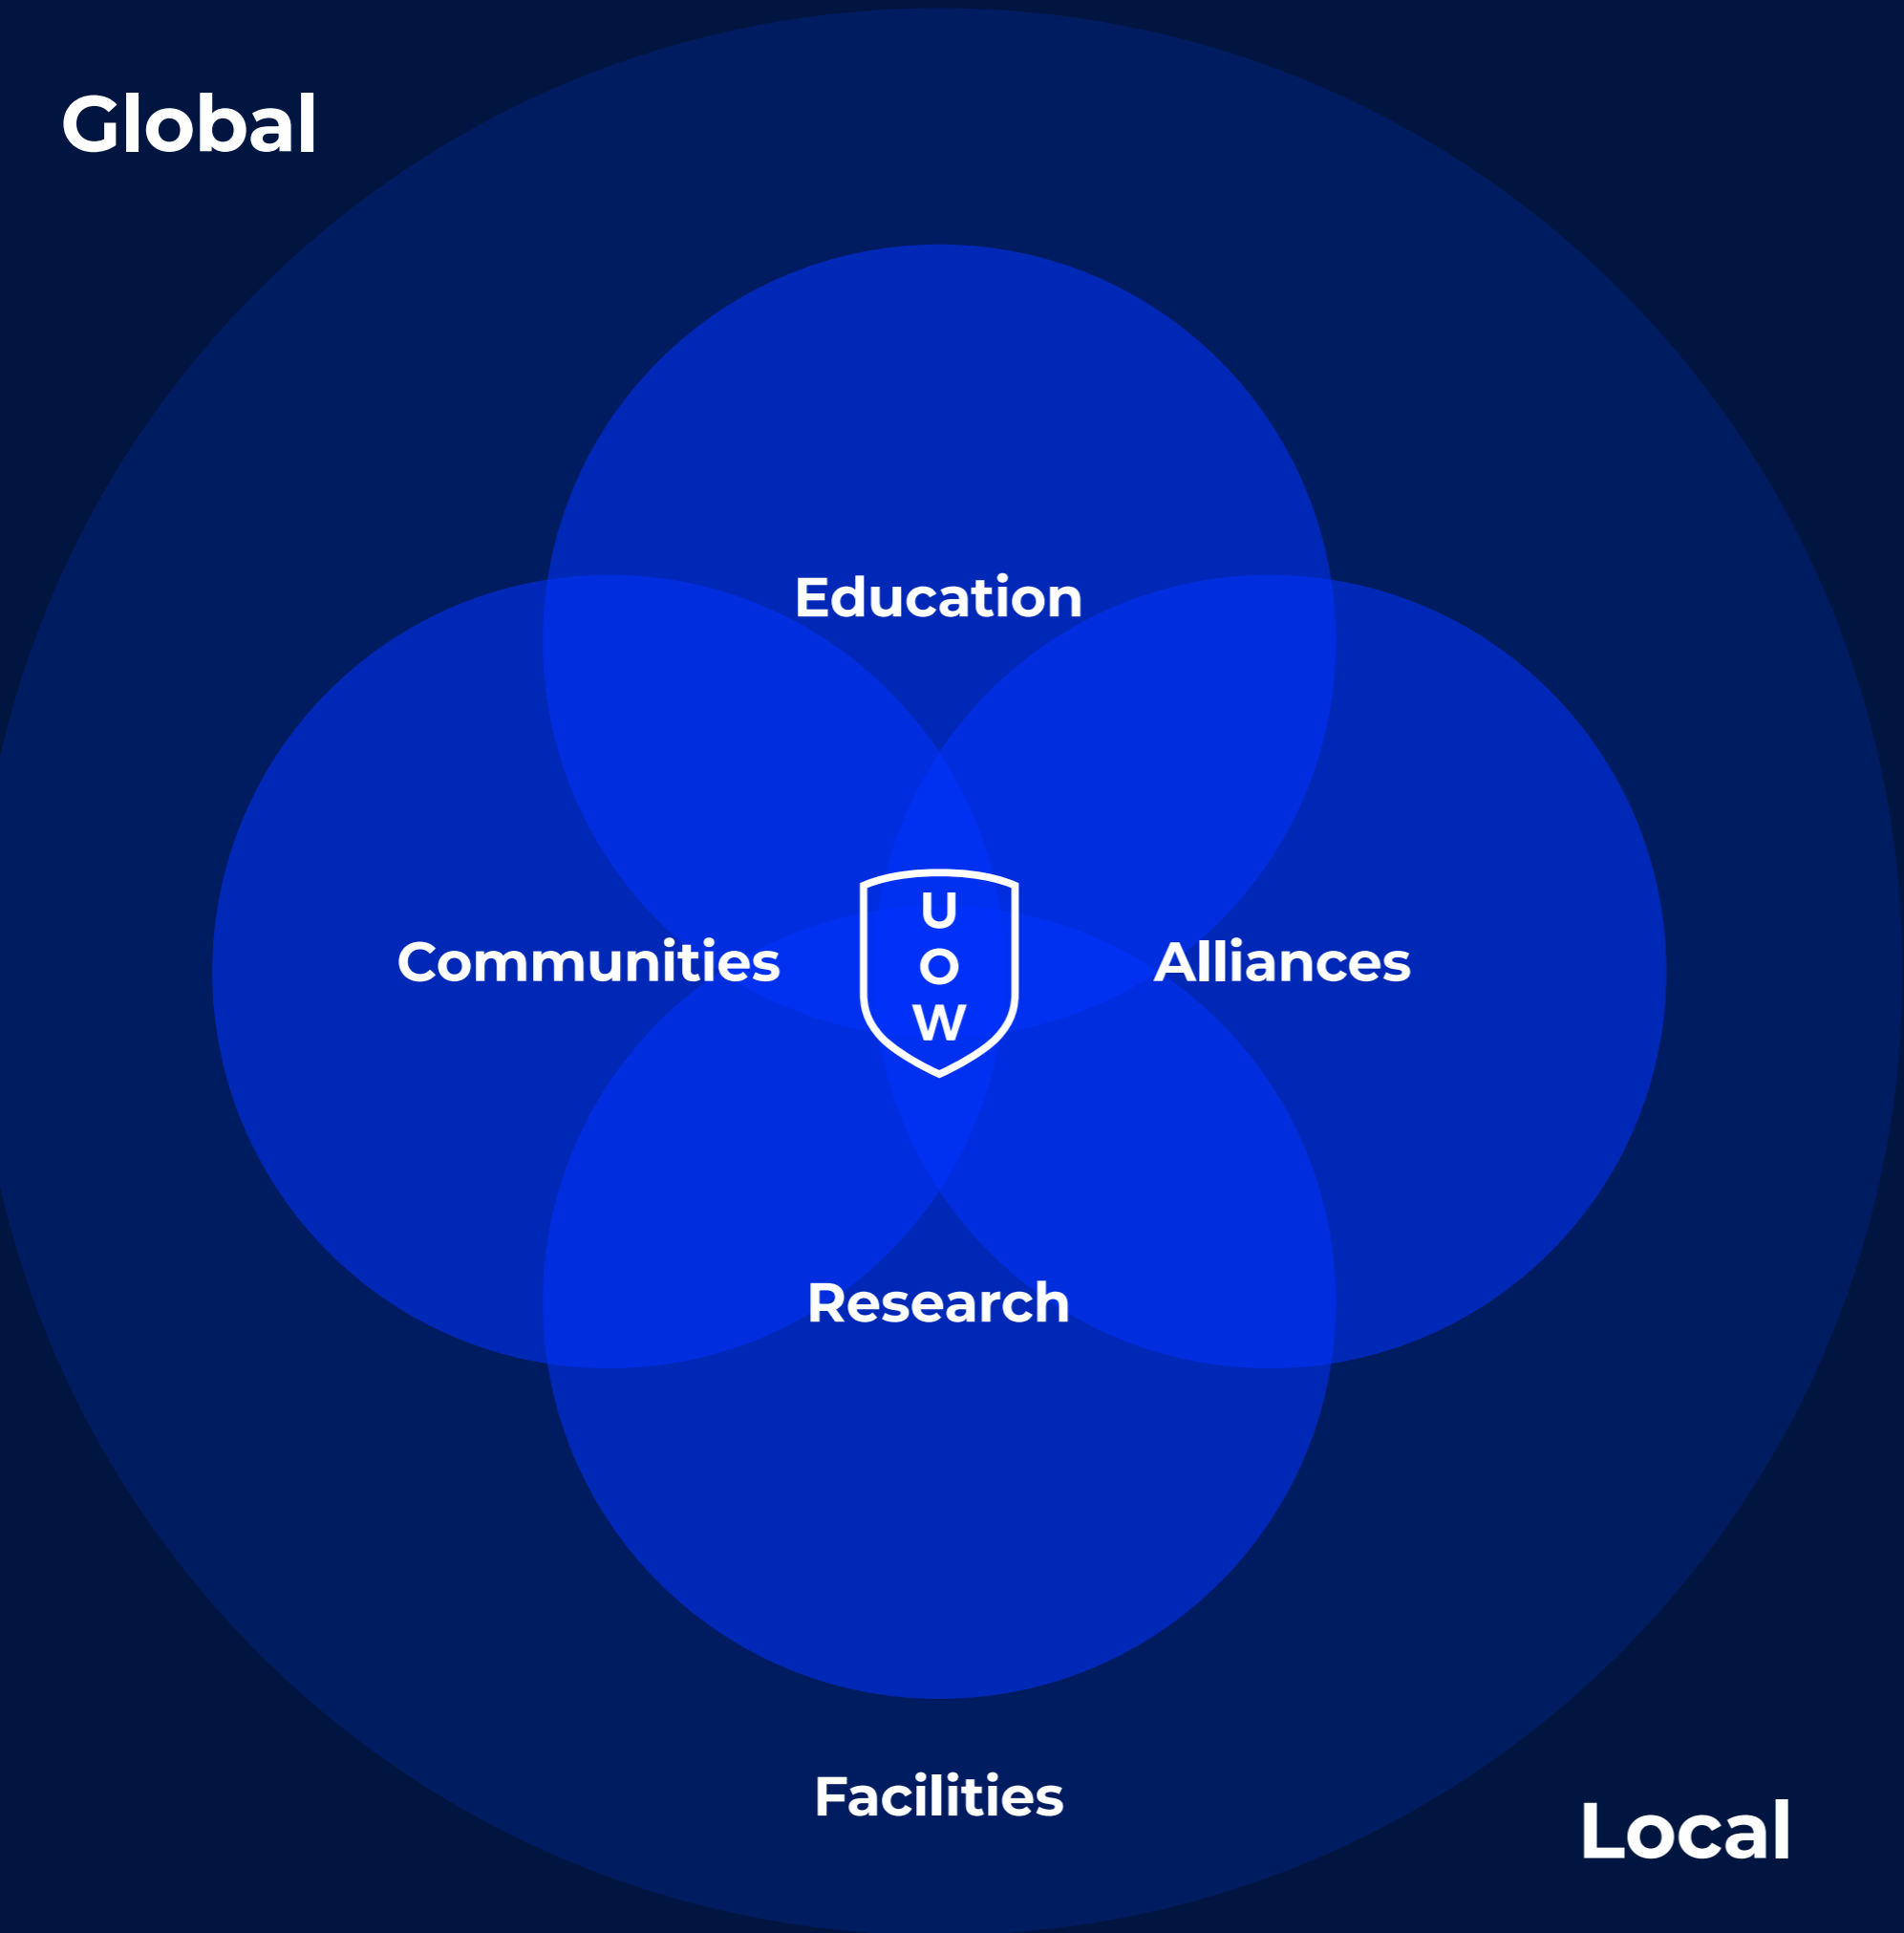 Global
Education
Communities
U
O
W
Alliances
Research
Facilities
Local